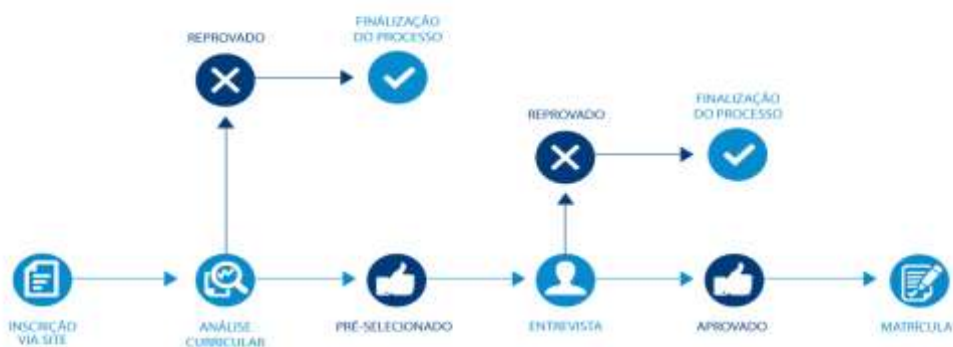 FINALIZAÇÃO
DO PROCESSO
REPROVADO
FINALIZAÇÃO
DO PROCESSO
REPROVADO
INSCRIÇÃO
VIA SITE
ANÁLISE
CURRICULAR
PRÉ-SELECIONADO
ENTREVISTA
APROVADO
MATRÍCULA